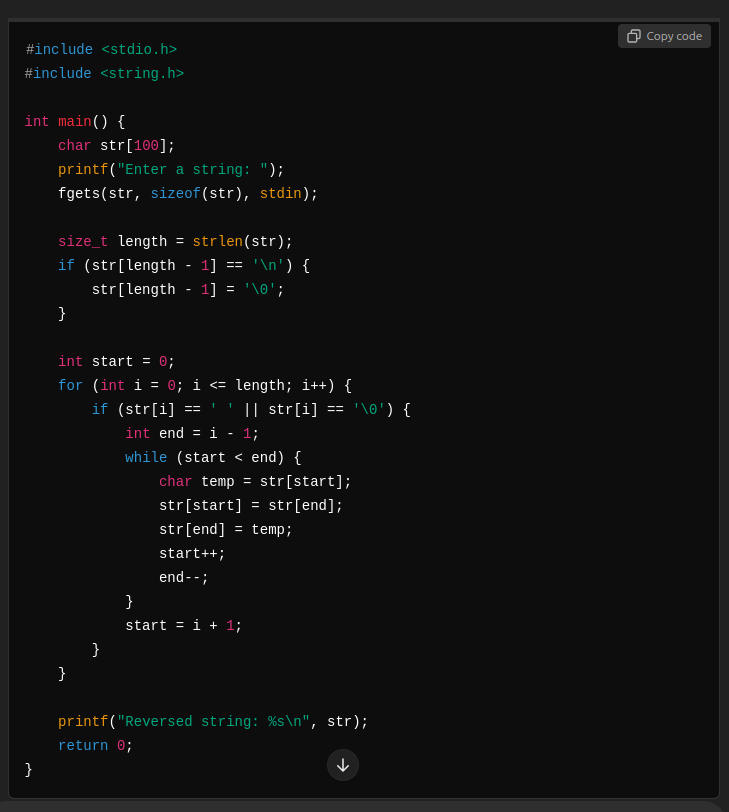 Copy code
#include <stdio.h>
#include <string.h>

int main() {
    char str[100];
    printf("Enter a string: ");
    fgets(str, sizeof(str), stdin);

    size_t length = strlen(str);
    if (str[length - 1] == '\n') {
        str[length - 1] = '\0';
    }

    int start = 0;
    for (int i = 0; i <= length; i++) {
        if (str[i] == ' ' || str[i] == '\0') {
            int end = i - 1;
            while (start < end) {
                char temp = str[start];
                str[start] = str[end];
                str[end] = temp;
                start++;
                end--;
            }
            start = i + 1;
        }
    }

    printf("Reversed string: %s\n", str);
    return 0;
}